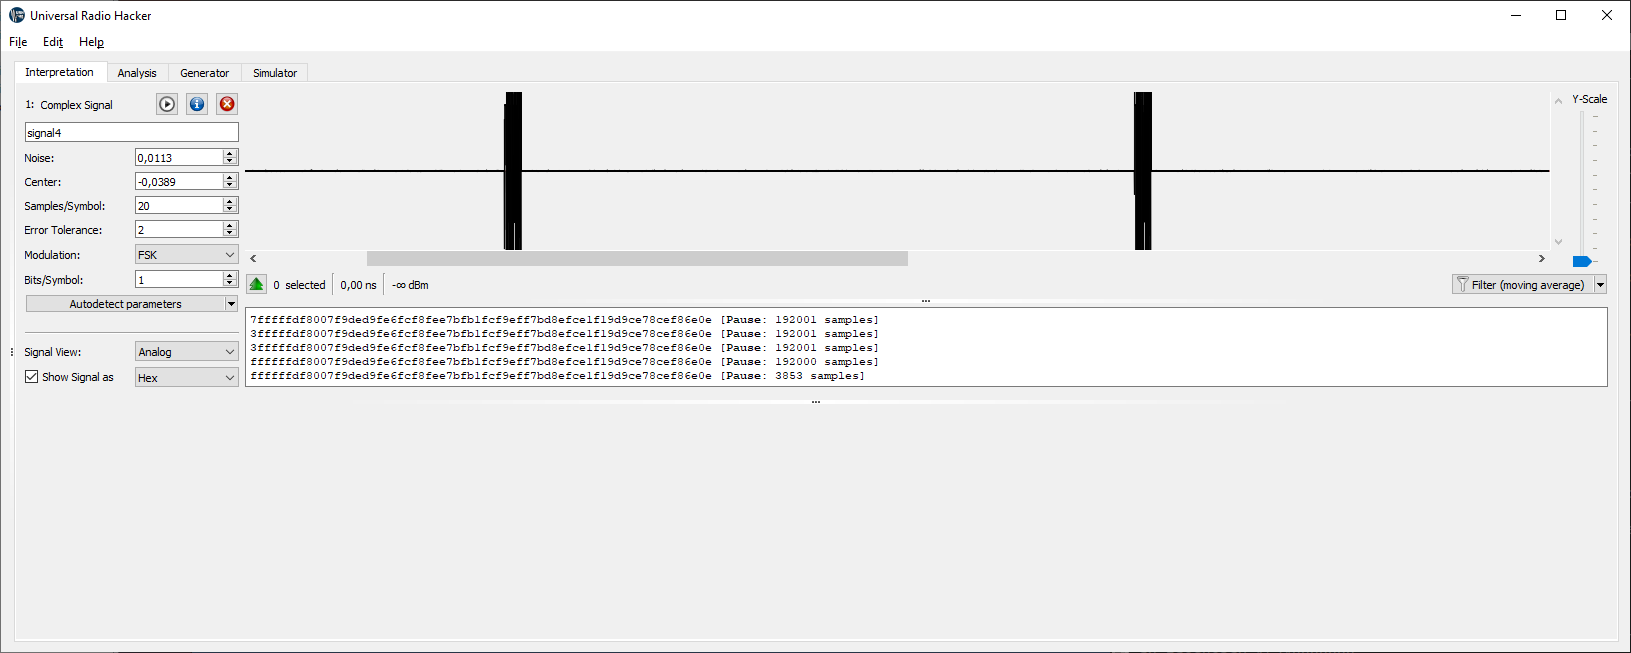 Universal Radio Hacker
File Edit Help
Interpretation Analysis Generator Simulator
1: Complex Signal
Y-Scale
signal4
Noise: 0,0113
Center: -0,0389
Samples/Symbol: 20
Error Tolerance: 2
Modulation: FSK
Bits/Symbol: 1
0 selected 0,00 ns -∞ dBm
Filter (moving average)
Autodetect parameters
7fffffdf8007f9ded9fe6fcf8fee7bfb1fcf9eff7bd8efce1f19d9ce78cef86e0e [Pause: 192001 samples]
3fffffdf8007f9ded9fe6fcf8fee7bfb1fcf9eff7bd8efce1f19d9ce78cef86e0e [Pause: 192001 samples]
3fffffdf8007f9ded9fe6fcf8fee7bfb1fcf9eff7bd8efce1f19d9ce78cef86e0e [Pause: 192001 samples]
ffffffdf8007f9ded9fe6fcf8fee7bfb1fcf9eff7bd8efce1f19d9ce78cef86e0e [Pause: 192000 samples]
ffffffdf8007f9ded9fe6fcf8fee7bfb1fcf9eff7bd8efce1f19d9ce78cef86e0e [Pause: 3853 samples]
Signal View: Analog
Show Signal as Hex